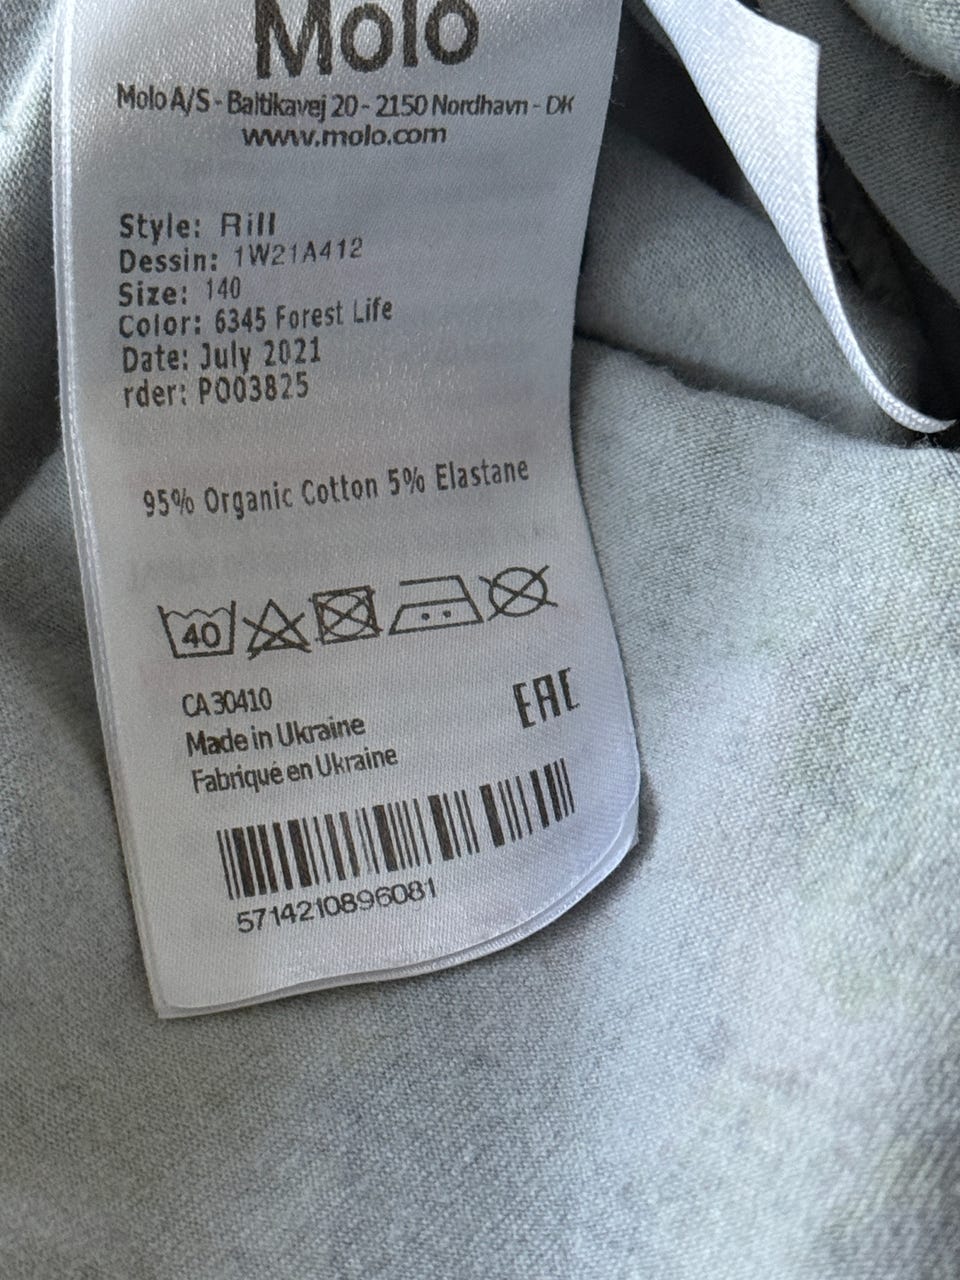 Molo
Molo A/S - Baltikavej 20 - 2150 Nordhavn - DK
www.molo.com
Style: Rill
Dessin: 1W21A412
Size: 140
Color: 6345 Forest Life
Date: July 2021
rder: PO03825
95% Organic Cotton 5% Elastane
40
CA 30410
EAC
Made in Ukraine
Fabriqué en Ukraine
5714210896081